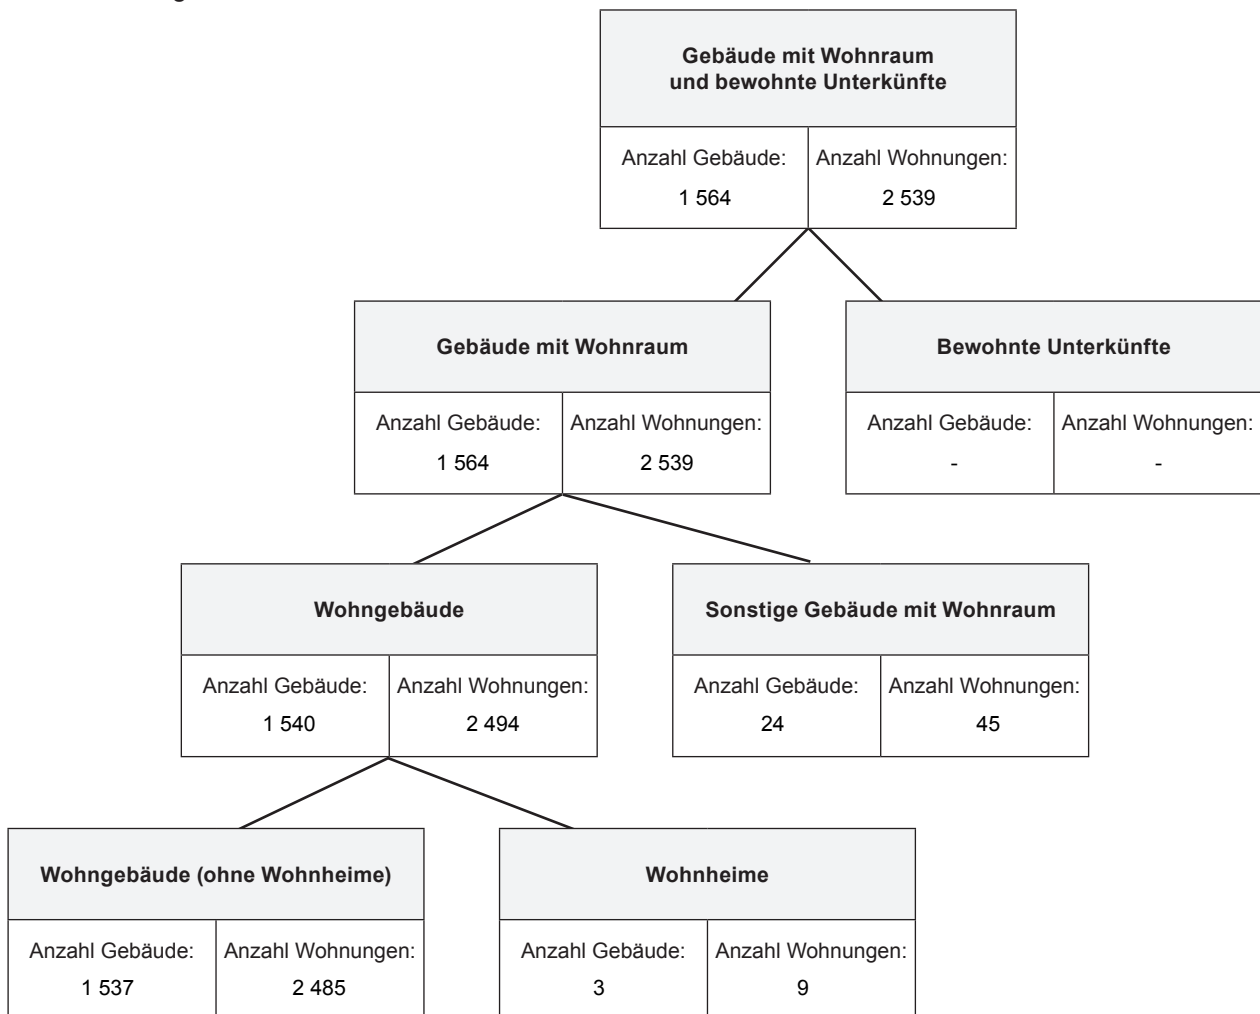 Gebäude mit Wohnraum
und bewohnte Unterkünfte
Anzahl Gebäude: Anzahl Wohnungen:
1 564 2 539
Gebäude mit Wohnraum
Anzahl Gebäude: Anzahl Wohnungen:
1 564 2 539
Bewohnte Unterkünfte
Anzahl Gebäude: Anzahl Wohnungen:
- -
Wohngebäude
Anzahl Gebäude: Anzahl Wohnungen:
1 540 2 494
Sonstige Gebäude mit Wohnraum
Anzahl Gebäude: Anzahl Wohnungen:
24 45
Wohngebäude (ohne Wohnheime)
Anzahl Gebäude: Anzahl Wohnungen:
1 537 2 485
Wohnheime
Anzahl Gebäude: Anzahl Wohnungen:
3 9